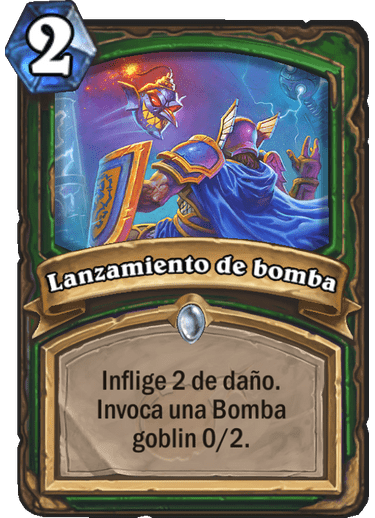 2
Lanzamiento de bomba
Inflige 2 de daño.
Invoca una Bomba
goblin 0/2.